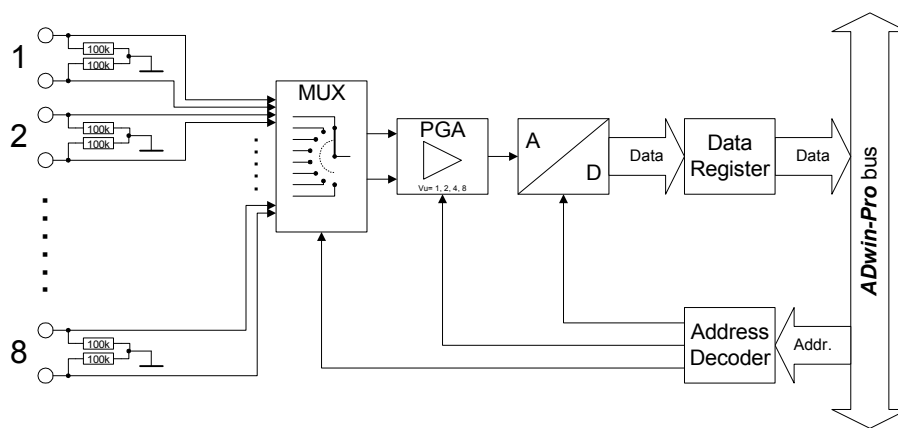 1
100k
100k
2
100k
100k
8
100k
100k
MUX
PGA
Vu= 1, 2, 4, 8
A
D
Data
Data
Register
Data
Address
Decoder
Addr.
ADwin-Pro bus